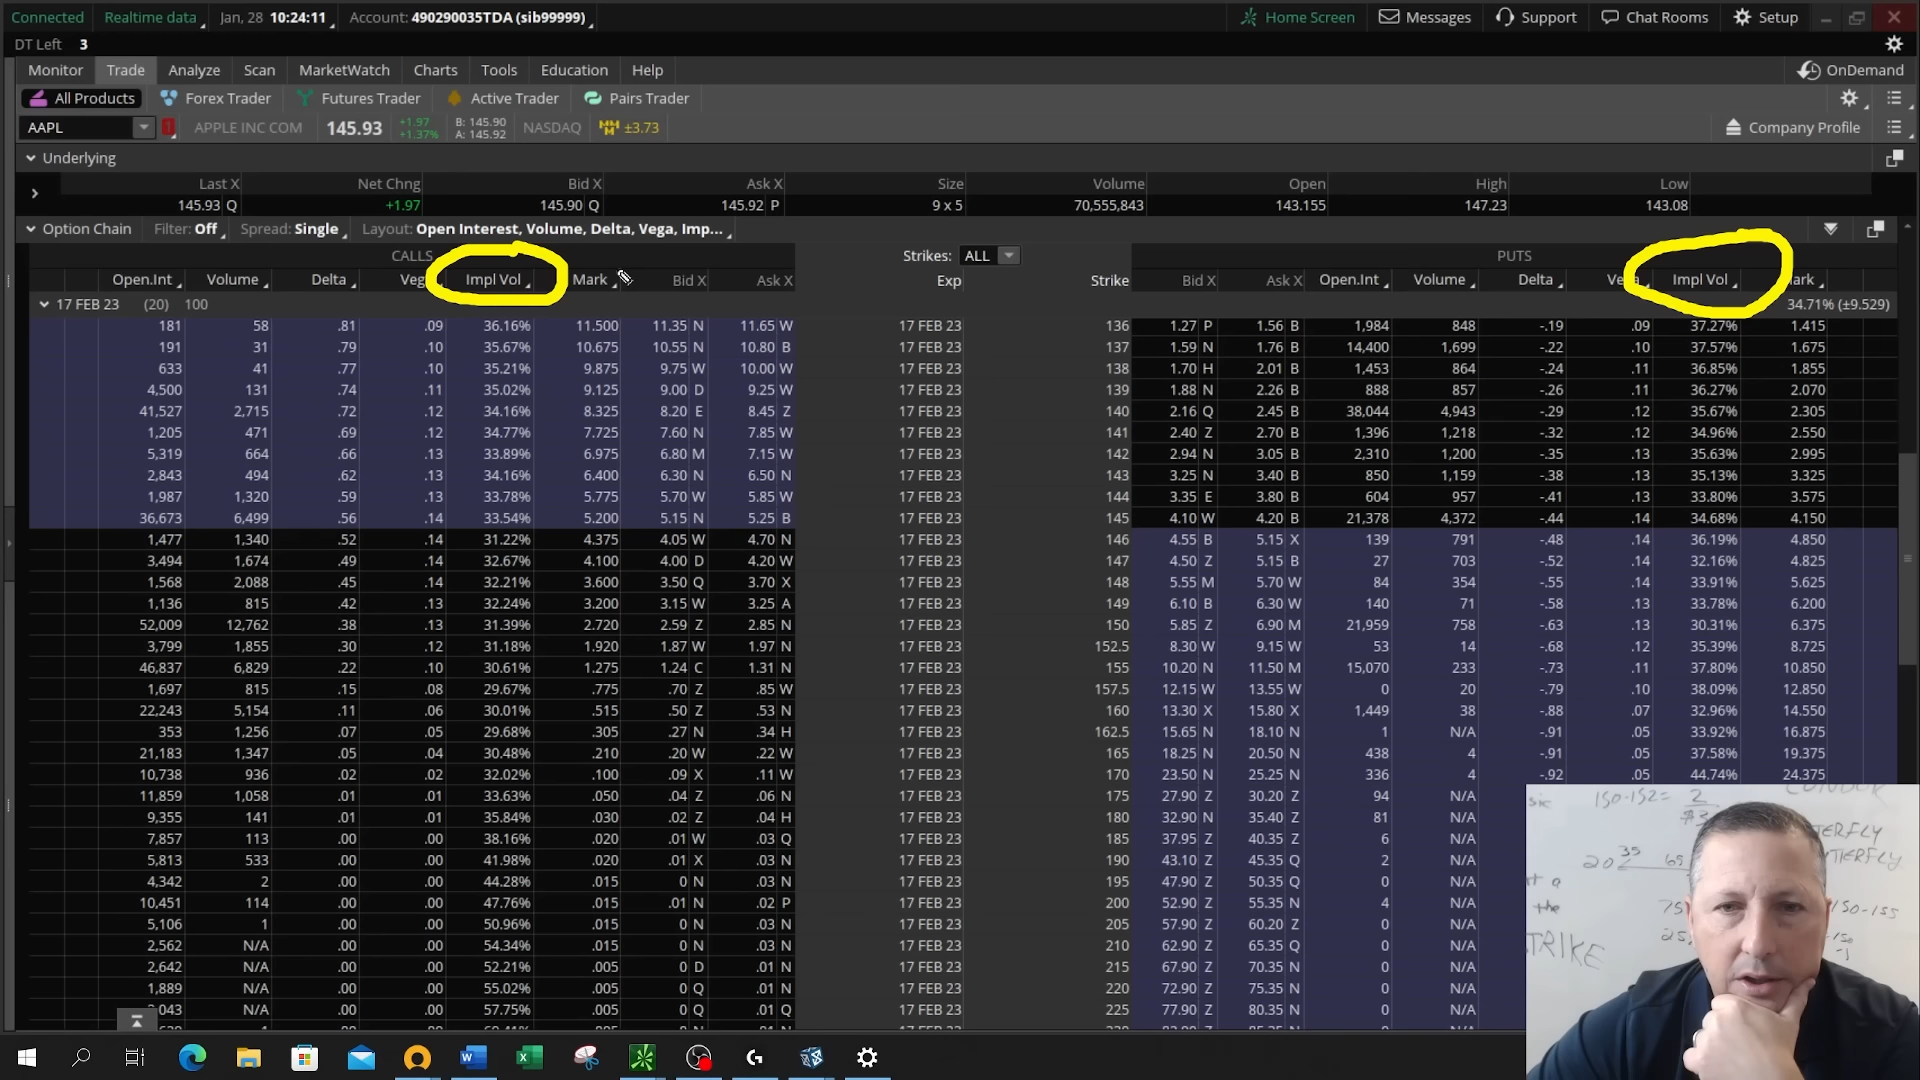 Connected Realtime data Jan, 28 10:24:11 Account: 490290035TDA (sib99999) Home Screen Messages Support Chat Rooms Setup
DT Left 3
Monitor Trade Analyze Scan MarketWatch Charts Tools Education Help OnDemand
All Products Forex Trader Futures Trader Active Trader Pairs Trader
AAPL APPLE INC COM 145.93 +1.97 +1.37% B: 145.90 A: 145.92 NASDAQ ±3.73 Company Profile
Underlying
Last X Net Chng Bid X Ask X Size Volume Open High Low
145.93 Q +1.97 145.90 Q 145.92 P 9 x 5 70,555,843 143.155 147.23 143.08
Option Chain Filter: Off Spread: Single Layout: Open Interest, Volume, Delta, Vega, Imp...
CALLS Strikes: ALL PUTS
Open.Int Volume Delta Impl Vol Mark Bid X Ask X Exp Strike Bid X Ask X Open.Int Volume Delta Impl Vol
17 FEB 23 (20) 100 34.71% (±9.529)
181 58 .81 .09 36.16% 11.500 11.35 N 11.65 W 17 FEB 23 136 1.27 P 1.56 B 1,984 848 -.19 .09 37.27% 1.415
191 31 .79 .10 35.67% 10.675 10.55 N 10.80 B 17 FEB 23 137 1.59 N 1.76 B 14,400 1,699 -.22 .10 37.57% 1.675
633 41 .77 .10 35.21% 9.875 9.75 W 10.00 W 17 FEB 23 138 1.70 H 2.01 B 1,453 864 -.24 .11 36.85% 1.855
4,500 131 .74 .11 35.02% 9.125 9.00 D 9.25 W 17 FEB 23 139 1.88 N 2.26 B 888 857 -.26 .11 36.27% 2.070
41,527 2,715 .72 .12 34.16% 8.325 8.20 E 8.45 Z 17 FEB 23 140 2.16 Q 2.45 B 38,044 4,943 -.29 .12 35.67% 2.305
1,205 471 .69 .12 34.77% 7.725 7.60 N 7.85 W 17 FEB 23 141 2.40 Z 2.70 B 1,396 1,218 -.32 .12 34.96% 2.550
5,319 664 .66 .13 33.89% 6.975 6.80 M 7.15 W 17 FEB 23 142 2.94 N 3.05 B 2,310 1,200 -.35 .13 35.63% 2.995
2,843 494 .62 .13 34.16% 6.400 6.30 N 6.50 N 17 FEB 23 143 3.25 N 3.40 B 850 1,159 -.38 .13 35.13% 3.325
1,987 1,320 .59 .13 33.78% 5.775 5.70 W 5.85 W 17 FEB 23 144 3.35 E 3.80 B 604 957 -.41 .13 33.80% 3.575
36,673 6,499 .56 .14 33.54% 5.200 5.15 N 5.25 B 17 FEB 23 145 4.10 W 4.20 B 21,378 4,372 -.44 .14 34.68% 4.150
1,477 1,340 .52 .14 31.22% 4.375 4.05 W 4.70 N 17 FEB 23 146 4.55 B 5.15 X 139 791 -.48 .14 36.19% 4.850
3,494 1,674 .49 .14 32.67% 4.100 4.00 D 4.20 W 17 FEB 23 147 4.50 Z 5.15 B 27 703 -.52 .14 32.16% 4.825
1,568 2,088 .45 .14 32.21% 3.600 3.50 Q 3.70 X 17 FEB 23 148 5.55 M 5.70 W 84 354 -.55 .14 33.91% 5.625
1,136 815 .42 .13 32.24% 3.200 3.15 W 3.25 A 17 FEB 23 149 6.10 B 6.30 W 140 71 -.58 .13 33.78% 6.200
52,009 12,762 .38 .13 31.39% 2.720 2.59 Z 2.85 N 17 FEB 23 150 5.85 Z 6.90 M 21,959 758 -.63 .13 30.31% 6.375
3,799 1,855 .30 .12 31.18% 1.920 1.87 W 1.97 N 17 FEB 23 152.5 8.30 W 9.15 W 53 14 -.68 .12 35.39% 8.725
46,837 6,829 .22 .10 30.61% 1.275 1.24 C 1.31 N 17 FEB 23 155 10.20 N 11.50 M 15,070 233 -.73 .11 37.80% 10.850
1,697 815 .15 .08 29.67% .775 .70 Z .85 W 17 FEB 23 157.5 12.15 W 13.55 W 0 20 -.79 .10 38.09% 12.850
22,243 5,154 .11 .06 30.01% .515 .50 Z .53 N 17 FEB 23 160 13.30 X 15.80 X 1,449 38 -.88 .07 32.96% 14.550
353 1,256 .07 .05 29.68% .305 .27 N .34 H 17 FEB 23 162.5 15.65 N 18.10 N 1 N/A -.91 .05 33.92% 16.875
21,183 1,347 .05 .04 30.48% .210 .20 W .22 W 17 FEB 23 165 18.25 N 20.50 N 438 4 -.91 .05 37.58% 19.375
10,738 936 .02 .02 32.02% .100 .09 X .11 W 17 FEB 23 170 23.50 N 25.25 N 336 4 -.92 .05 44.74% 24.375
11,859 1,058 .01 .01 33.63% .050 .04 Z .06 N 17 FEB 23 175 27.90 Z 30.20 Z 94 N/A
9,355 141 .01 .01 35.84% .030 .02 Z .04 H 17 FEB 23 180 32.90 N 35.40 Z 81 N/A
7,857 113 .00 .00 38.16% .020 .01 W .03 Q 17 FEB 23 185 37.95 Z 40.35 Z 6 N/A
5,813 533 .00 .00 41.98% .020 .01 X .03 N 17 FEB 23 190 43.10 Z 45.35 Q 2 N/A
4,342 2 .00 .00 44.28% .015 0 N .03 N 17 FEB 23 195 47.90 Z 50.35 Q 0 N/A
10,451 114 .00 .00 47.76% .015 .01 N .02 P 17 FEB 23 200 52.90 Z 55.35 N 4 N/A
5,106 1 .00 .00 50.96% .015 0 N .03 N 17 FEB 23 205 57.90 Z 60.20 Z 0 N/A
2,562 N/A .00 .00 54.34% .015 0 N .03 N 17 FEB 23 210 62.90 Z 65.35 Q 0 N/A
2,642 N/A .00 .00 52.21% .005 0 D .01 N 17 FEB 23 215 67.90 Z 70.35 N 0 N/A
1,889 N/A .00 .00 55.02% .005 0 Q .01 N 17 FEB 23 220 72.90 Z 75.35 N 0 N/A
N/A .00 .00 57.75% .005 0 Q .01 Q 17 FEB 23 225 77.90 Z 80.35 N 0 N/A
150-152= 2
CONDOR
20 35 65
the
150-155